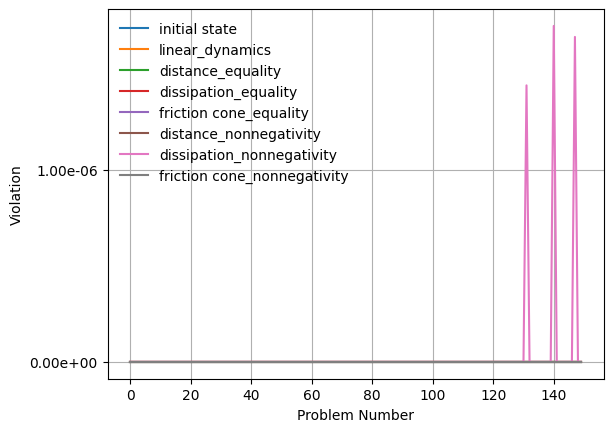 initial state
linear_dynamics
distance_equality
dissipation_equality
friction cone_equality
distance_nonnegativity
dissipation_nonnegativity
friction cone_nonnegativity
Violation
1.00e-06
0.00e+00
0 20 40 60 80 100 120 140
Problem Number